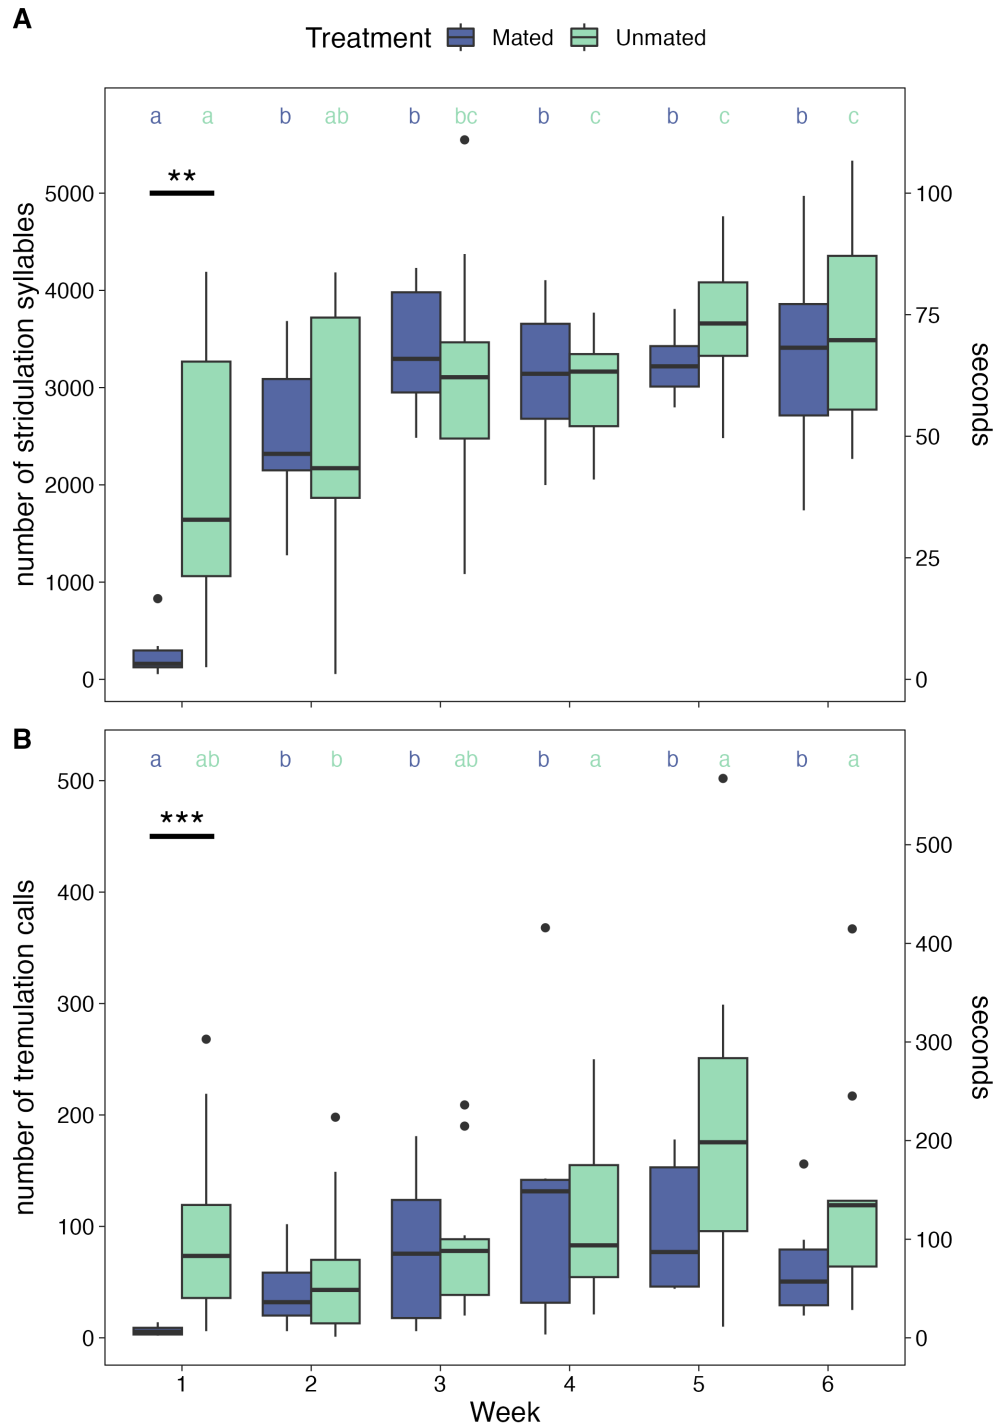 A
Treatment Mated Unmated
a a b ab b bc b c b c b c
**
number of stridulation syllables
5000
4000
3000
2000
1000
0
100
75
50
25
0
seconds
B
a ab b b b ab b a b a b a
***
number of tremulation calls
500
400
300
200
100
0
500
400
300
200
100
0
seconds
1 2 3 4 5 6
Week